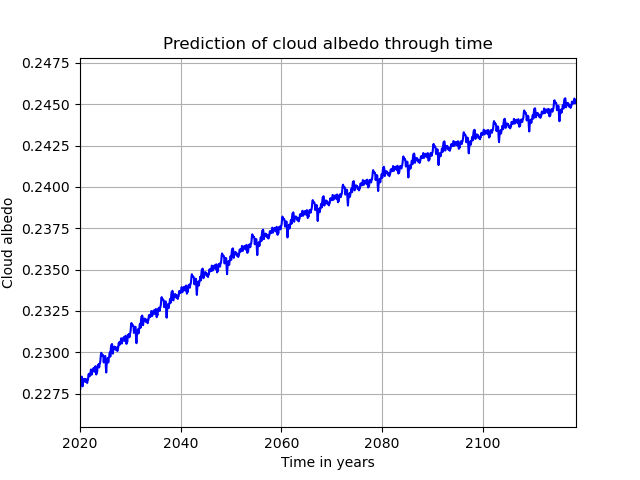 Prediction of cloud albedo through time
0.2475
0.2450
0.2425
0.2400
0.2375
0.2350
0.2325
0.2300
0.2275
Cloud albedo
2020 2040 2060 2080 2100
Time in years